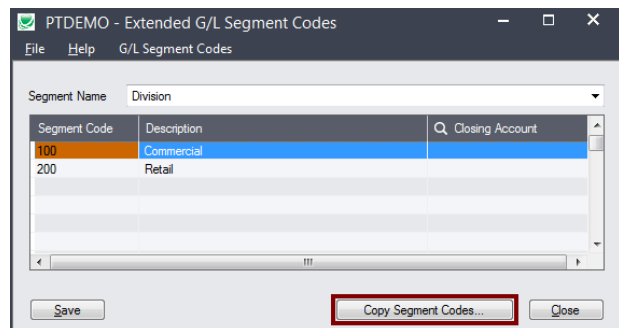 PTDEMO - Extended G/L Segment Codes
File Help G/L Segment Codes
Segment Name Division
Segment Code Description Closing Account
100 Commercial
200 Retail
Save Copy Segment Codes... Close